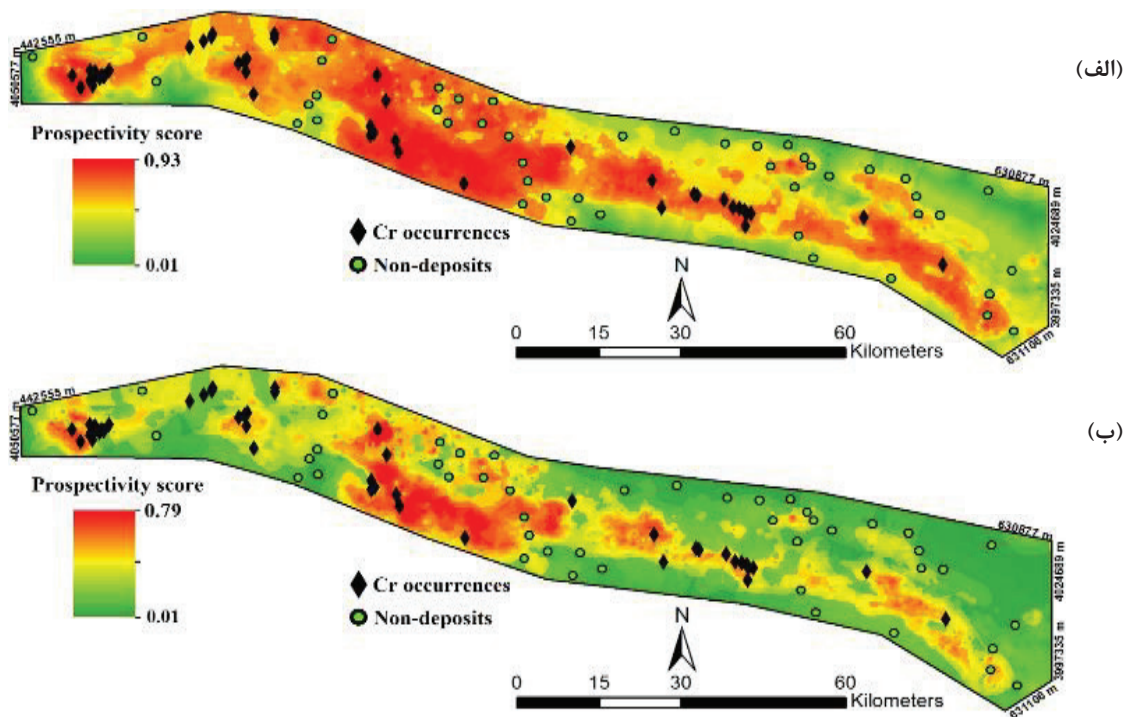 (الف)
442555 m
4050577 m
Prospectivity score
0.93
0.01
Cr occurrences
Non-deposits
N
0 15 30 60
Kilometers
630877 m
4024689 m
3997335 m
631106 m
(ب)
442555 m
4050577 m
Prospectivity score
0.79
0.01
Cr occurrences
Non-deposits
N
0 15 30 60
Kilometers
630877 m
4024689 m
3997335 m
631106 m